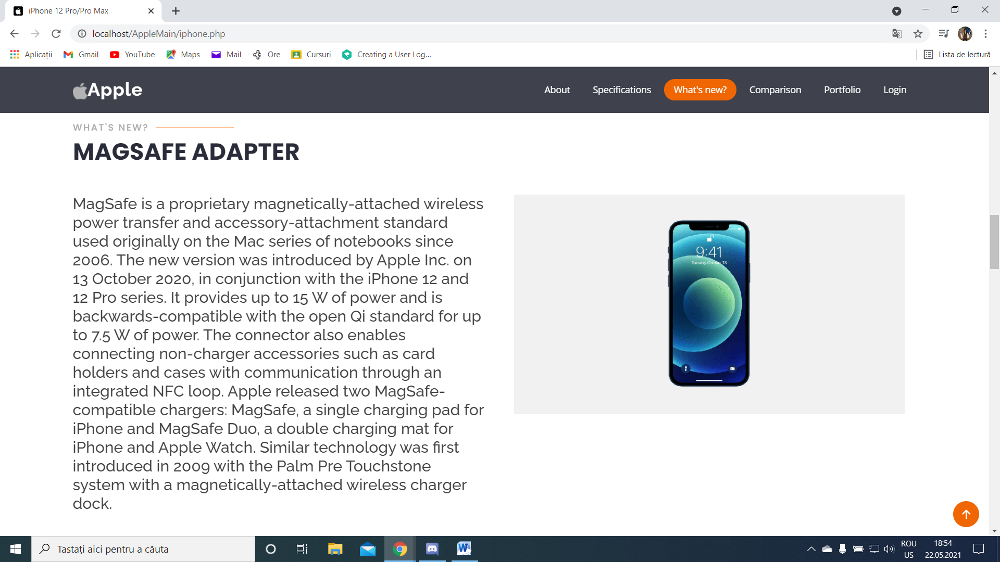 iPhone 12 Pro/Pro Max
localhost/AppleMain/iphone.php
Aplicații Gmail YouTube Maps Mail Ore Cursuri Creating a User Log... Lista de lectură
Apple About Specifications What's new? Comparison Portfolio Login
WHAT'S NEW?
MAGSAFE ADAPTER
MagSafe is a proprietary magnetically-attached wireless
power transfer and accessory-attachment standard
used originally on the Mac series of notebooks since
2006. The new version was introduced by Apple Inc. on
13 October 2020, in conjunction with the iPhone 12 and
12 Pro series. It provides up to 15 W of power and is
backwards-compatible with the open Qi standard for up
to 7.5 W of power. The connector also enables
connecting non-charger accessories such as card
holders and cases with communication through an
integrated NFC loop. Apple released two MagSafe-
compatible chargers: MagSafe, a single charging pad for
iPhone and MagSafe Duo, a double charging mat for
iPhone and Apple Watch. Similar technology was first
introduced in 2009 with the Palm Pre Touchstone
system with a magnetically-attached wireless charger
dock.
9:41
Tuesday, October 13
Tastați aici pentru a căuta
ROU 18:54
US 22.05.2021